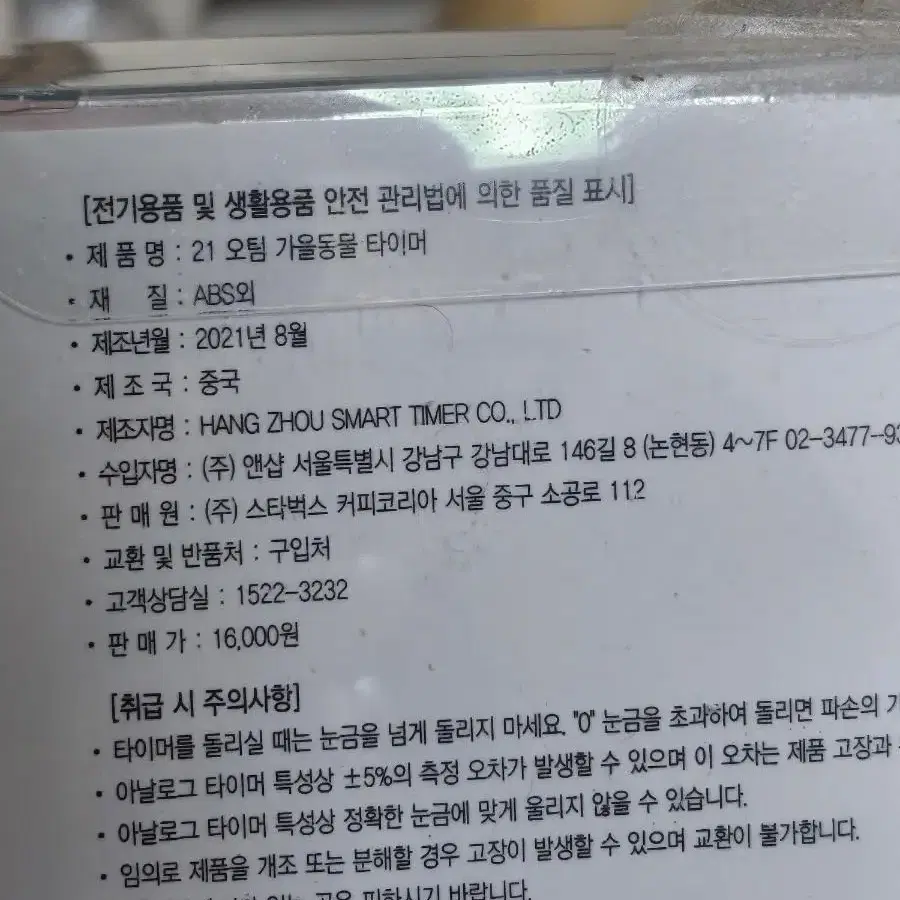 [전기용품 및 생활용품 안전 관리법에 의한 품질 표시]
• 제 품 명 : 21 오텀 가을동물 타이머
• 재 질 : ABS외
• 제조년월 : 2021년 8월
• 제 조 국 : 중국
• 제조자명 : HANG ZHOU SMART TIMER CO., LTD
• 수입자명 : (주) 앤샵 서울특별시 강남구 강남대로 146길 8 (논현동) 4~7F 02-3477-93
• 판 매 원 : (주) 스타벅스 커피코리아 서울 중구 소공로 112
• 교환 및 반품처 : 구입처
• 고객상담실 : 1522-3232
• 판 매 가 : 16,000원
[취급 시 주의사항]
• 타이머를 돌리실 때는 눈금을 넘게 돌리지 마세요. "0" 눈금을 초과하여 돌리면 파손의
• 아날로그 타이머 특성상 ±5%의 측정 오차가 발생할 수 있으며 이 오차는 제품 고장과
• 아날로그 타이머 특성상 정확한 눈금에 맞게 울리지 않을 수 있습니다.
• 임의로 제품을 개조 또는 분해할 경우 고장이 발생할 수 있으며 교환이 불가합니다.
있는 곳은 피하시기 바랍니다.